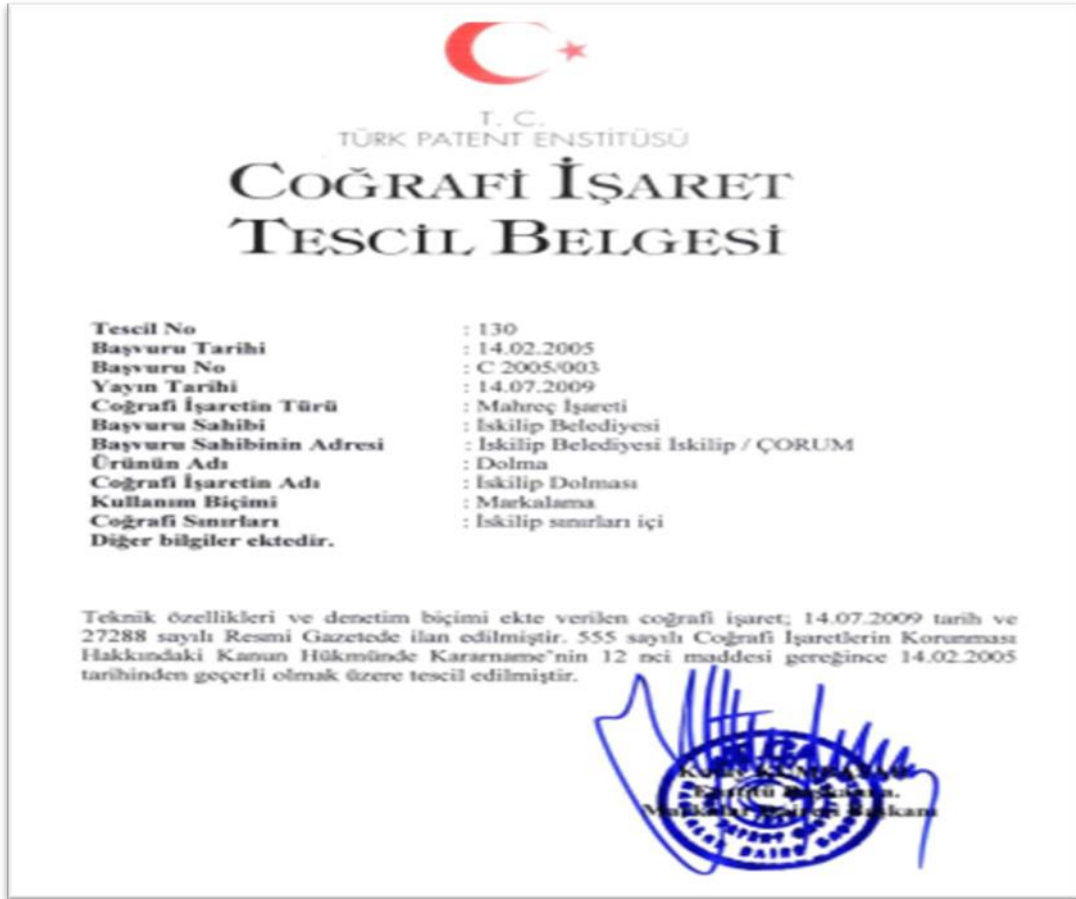 T. C.
TÜRK PATENT ENSTİTÜSÜ
COĞRAFİ İŞARET
TESCİL BELGESİ
Tescil No : 130
Başvuru Tarihi : 14.02.2005
Başvuru No : C 2005/003
Yayın Tarihi : 14.07.2009
Coğrafi İşaretin Türü : Mahreç İşareti
Başvuru Sahibi : İskilip Belediyesi
Başvuru Sahibinin Adresi : İskilip Belediyesi İskilip / ÇORUM
Ürünün Adı : Dolma
Coğrafi İşaretin Adı : İskilip Dolması
Kullanım Biçimi : Markalama
Coğrafi Sınırları : İskilip sınırları içi
Diğer bilgiler ektedir.
Teknik özellikleri ve denetim biçimi ekte verilen coğrafi işaret; 14.07.2009 tarih ve
27288 sayılı Resmi Gazetede ilan edilmiştir. 555 sayılı Coğrafi İşaretlerin Korunması
Hakkındaki Kanun Hükmünde Kararname'nin 12 nci maddesi gereğince 14.02.2005
tarihinden geçerli olmak üzere tescil edilmiştir.
Enstitü Başkanı a.
Markalar Dairesi Başkanı